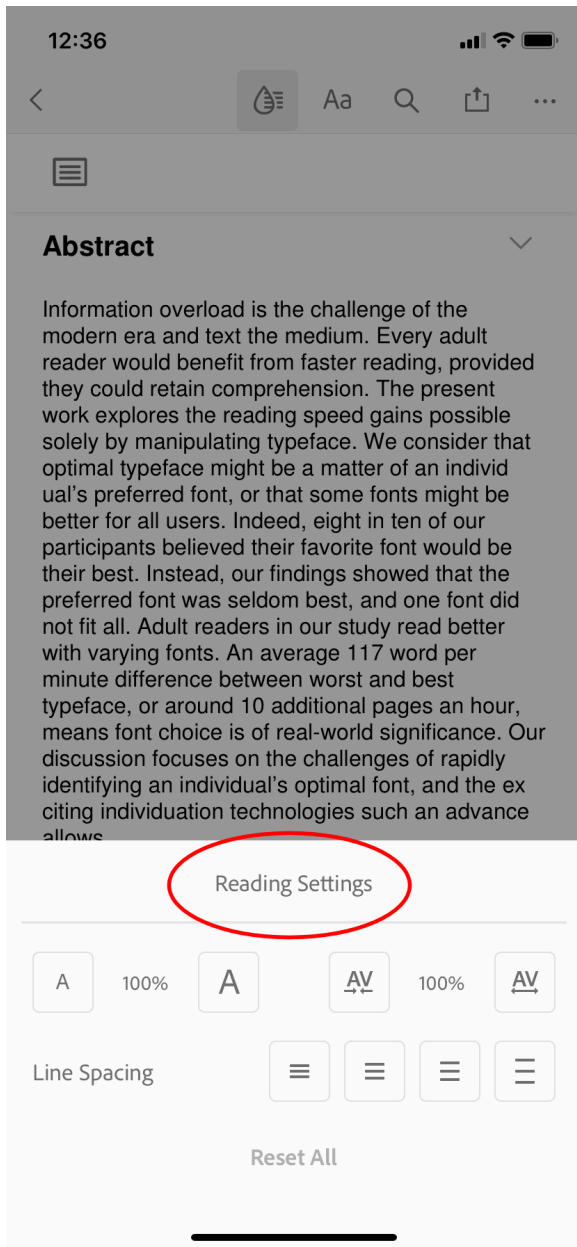 12:36
Aa
Abstract
Information overload is the challenge of the
modern era and text the medium. Every adult
reader would benefit from faster reading, provided
they could retain comprehension. The present
work explores the reading speed gains possible
solely by manipulating typeface. We consider that
optimal typeface might be a matter of an individ
ual’s preferred font, or that some fonts might be
better for all users. Indeed, eight in ten of our
participants believed their favorite font would be
their best. Instead, our findings showed that the
preferred font was seldom best, and one font did
not fit all. Adult readers in our study read better
with varying fonts. An average 117 word per
minute difference between worst and best
typeface, or around 10 additional pages an hour,
means font choice is of real-world significance. Our
discussion focuses on the challenges of rapidly
identifying an individual’s optimal font, and the ex
citing individuation technologies such an advance
allows
Reading Settings
A 100% A AV 100% AV
Line Spacing
Reset All